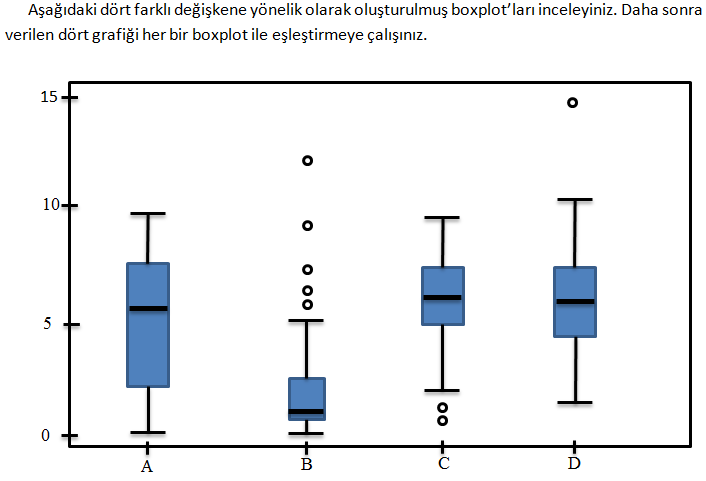 Aşağıdaki dört farklı değişkene yönelik olarak oluşturulmuş boxplot’ları inceleyiniz. Daha sonra
verilen dört grafiği her bir boxplot ile eşleştirmeye çalışınız.
15
10
5
0
A B C D